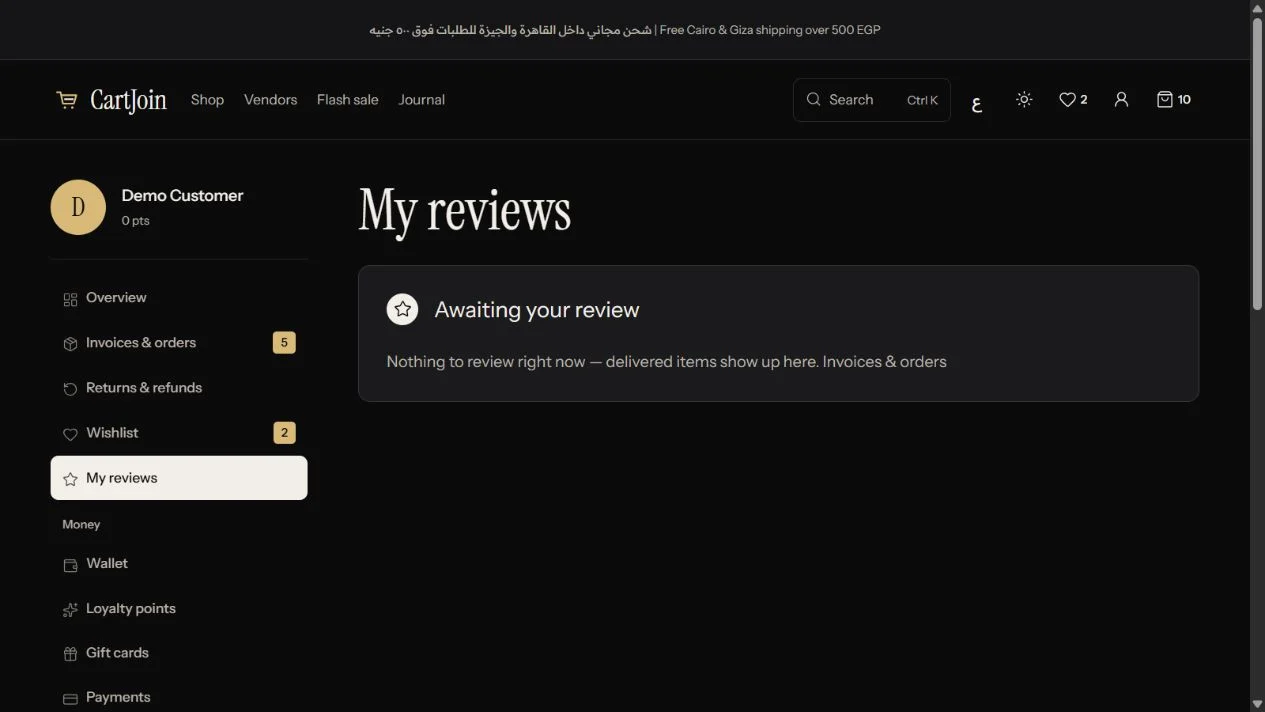 شحن مجاني داخل القاهرة والجيزة للطلبات فوق ٥٠٠ جنيه | Free Cairo & Giza shipping over 500 EGP
CartJoin
Shop
Vendors
Flash sale
Journal
Search
Ctrl K
ع
2
10
D
Demo Customer
0 pts
Overview
Invoices & orders
5
Returns & refunds
Wishlist
2
My reviews
Money
Wallet
Loyalty points
Gift cards
Payments
My reviews
Awaiting your review
Nothing to review right now — delivered items show up here. Invoices & orders